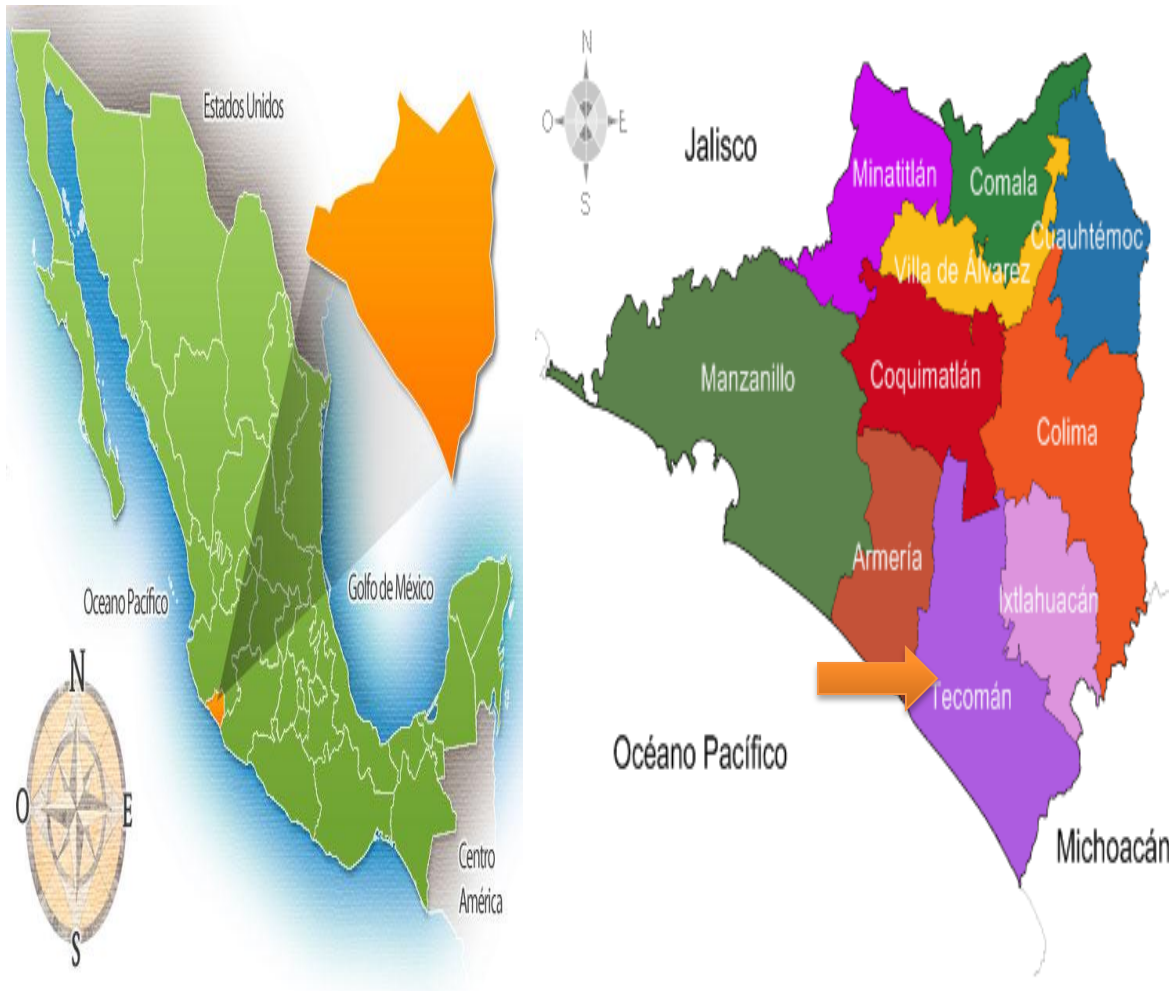 Estados Unidos
Golfo de México
Oceano Pacífico
Centro
América
N
O
E
S
N
O
E
S
Jalisco
Minatitlán
Comala
Cuauhtémoc
Villa de Álvarez
Manzanillo
Coquimatlán
Colima
Armería
Ixtlahuacán
Tecomán
Océano Pacífico
Michoacán